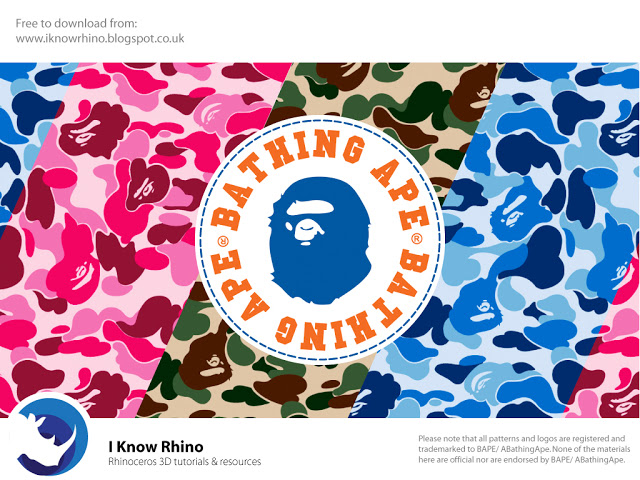 Free to download from:
www.iknowrhino.blogspot.co.uk
BATHING APE® BATHING APE®
I Know Rhino
Rhinoceros 3D tutorials & resources
Please note that all patterns and logos are registered and
trademarked to BAPE/ ABathingApe. None of the materials
here are official nor are endorsed by BAPE/ ABathingApe.